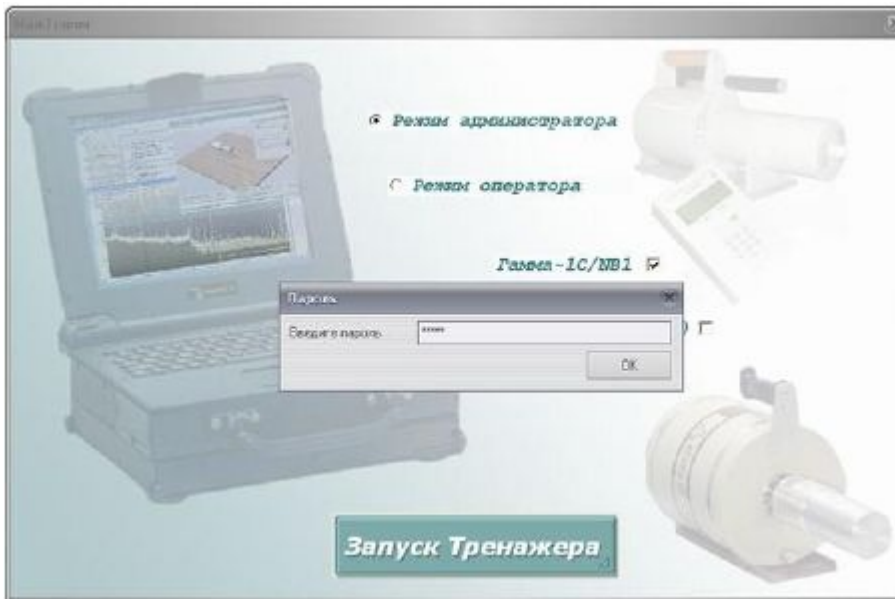 Режим администратора
Режим оператора
Гамма-1С/NB1
Пароль
Введите пароль
*****
OK
Запуск Тренажера